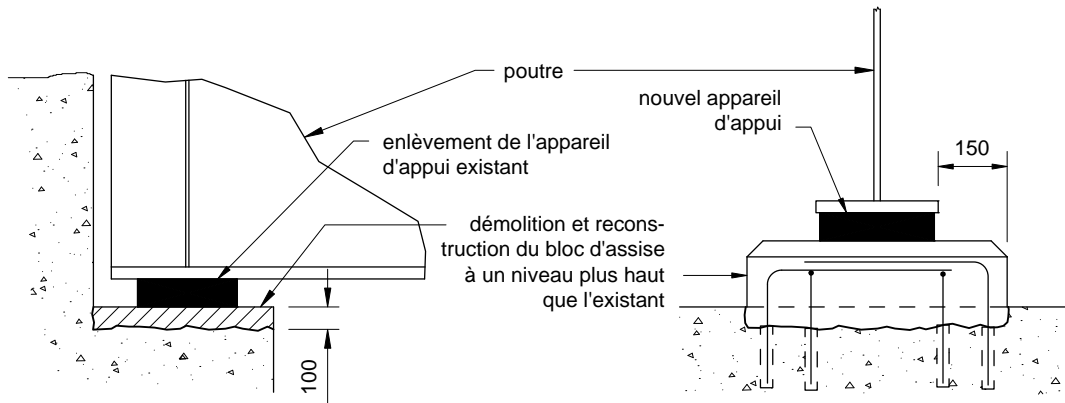 poutre
nouvel appareil
d'appui
150
enlèvement de l'appareil
d'appui existant
démolition et recons-
truction du bloc d'assise
à un niveau plus haut
que l'existant
100